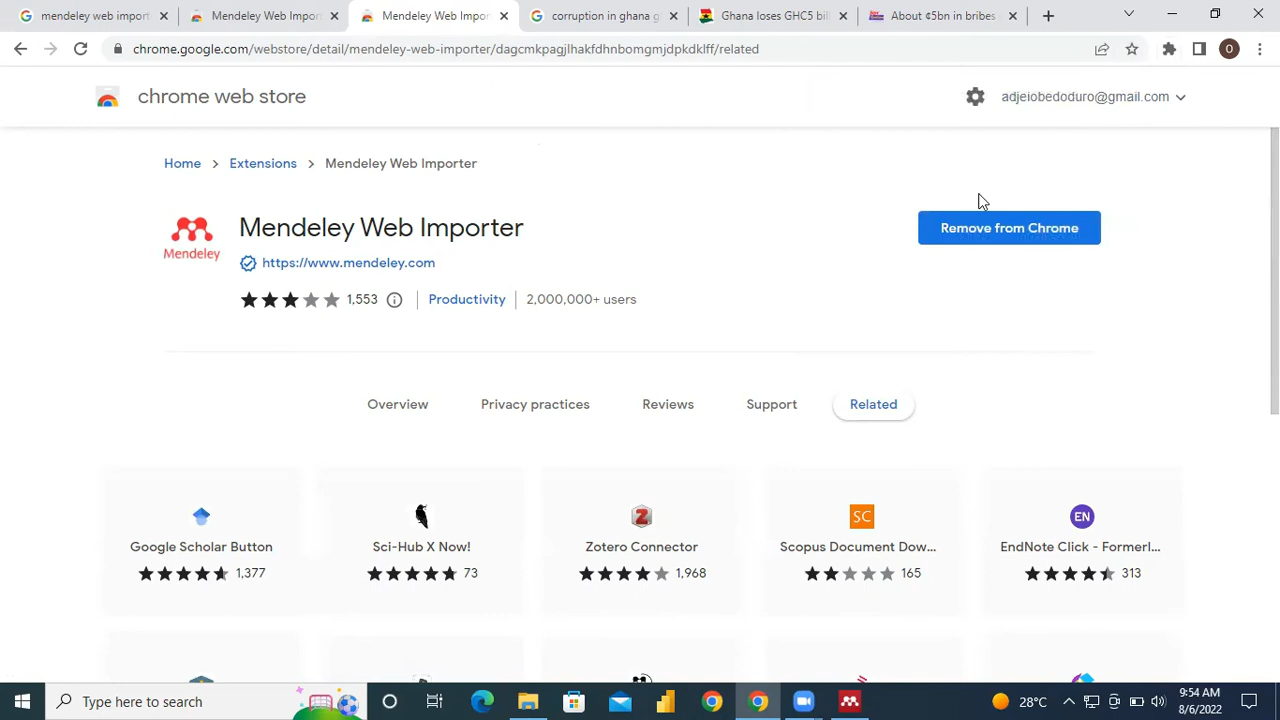 mendeley web import
Mendeley Web Impor
Mendeley Web Impor
corruption in ghana g
Ghana loses GHC5 bill
About ¢5bn in bribes
chrome.google.com/webstore/detail/mendeley-web-importer/dagcmkpagjlhakfdhnbomgmjdpkdklff/related
O
chrome web store
adjeiobedoduro@gmail.com
Home > Extensions > Mendeley Web Importer
Mendeley
Mendeley Web Importer
Remove from Chrome
https://www.mendeley.com
1,553
Productivity
2,000,000+ users
Overview
Privacy practices
Reviews
Support
Related
Z
SC
EN
Google Scholar Button
Sci-Hub X Now!
Zotero Connector
Scopus Document Dow...
EndNote Click - Formerl...
1,377
73
1,968
165
313
Type here to search
28°C
9:54 AM
8/6/2022